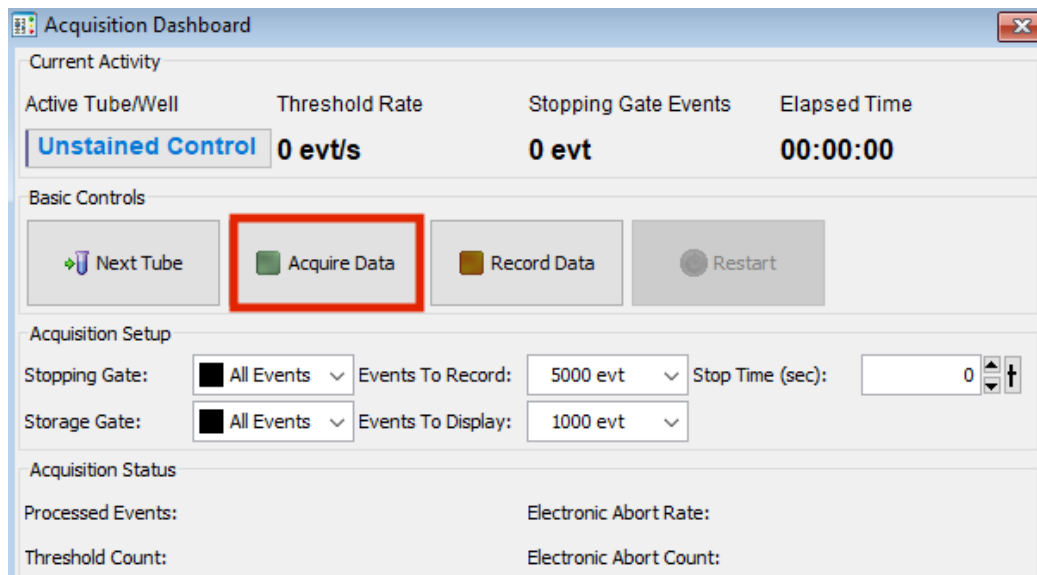 Acquisition Dashboard
Current Activity
Active Tube/Well Threshold Rate Stopping Gate Events Elapsed Time
Unstained Control 0 evt/s 0 evt 00:00:00
Basic Controls
Next Tube Acquire Data Record Data Restart
Acquisition Setup
Stopping Gate: All Events Events To Record: 5000 evt Stop Time (sec): 0
Storage Gate: All Events Events To Display: 1000 evt
Acquisition Status
Processed Events: Electronic Abort Rate:
Threshold Count: Electronic Abort Count: